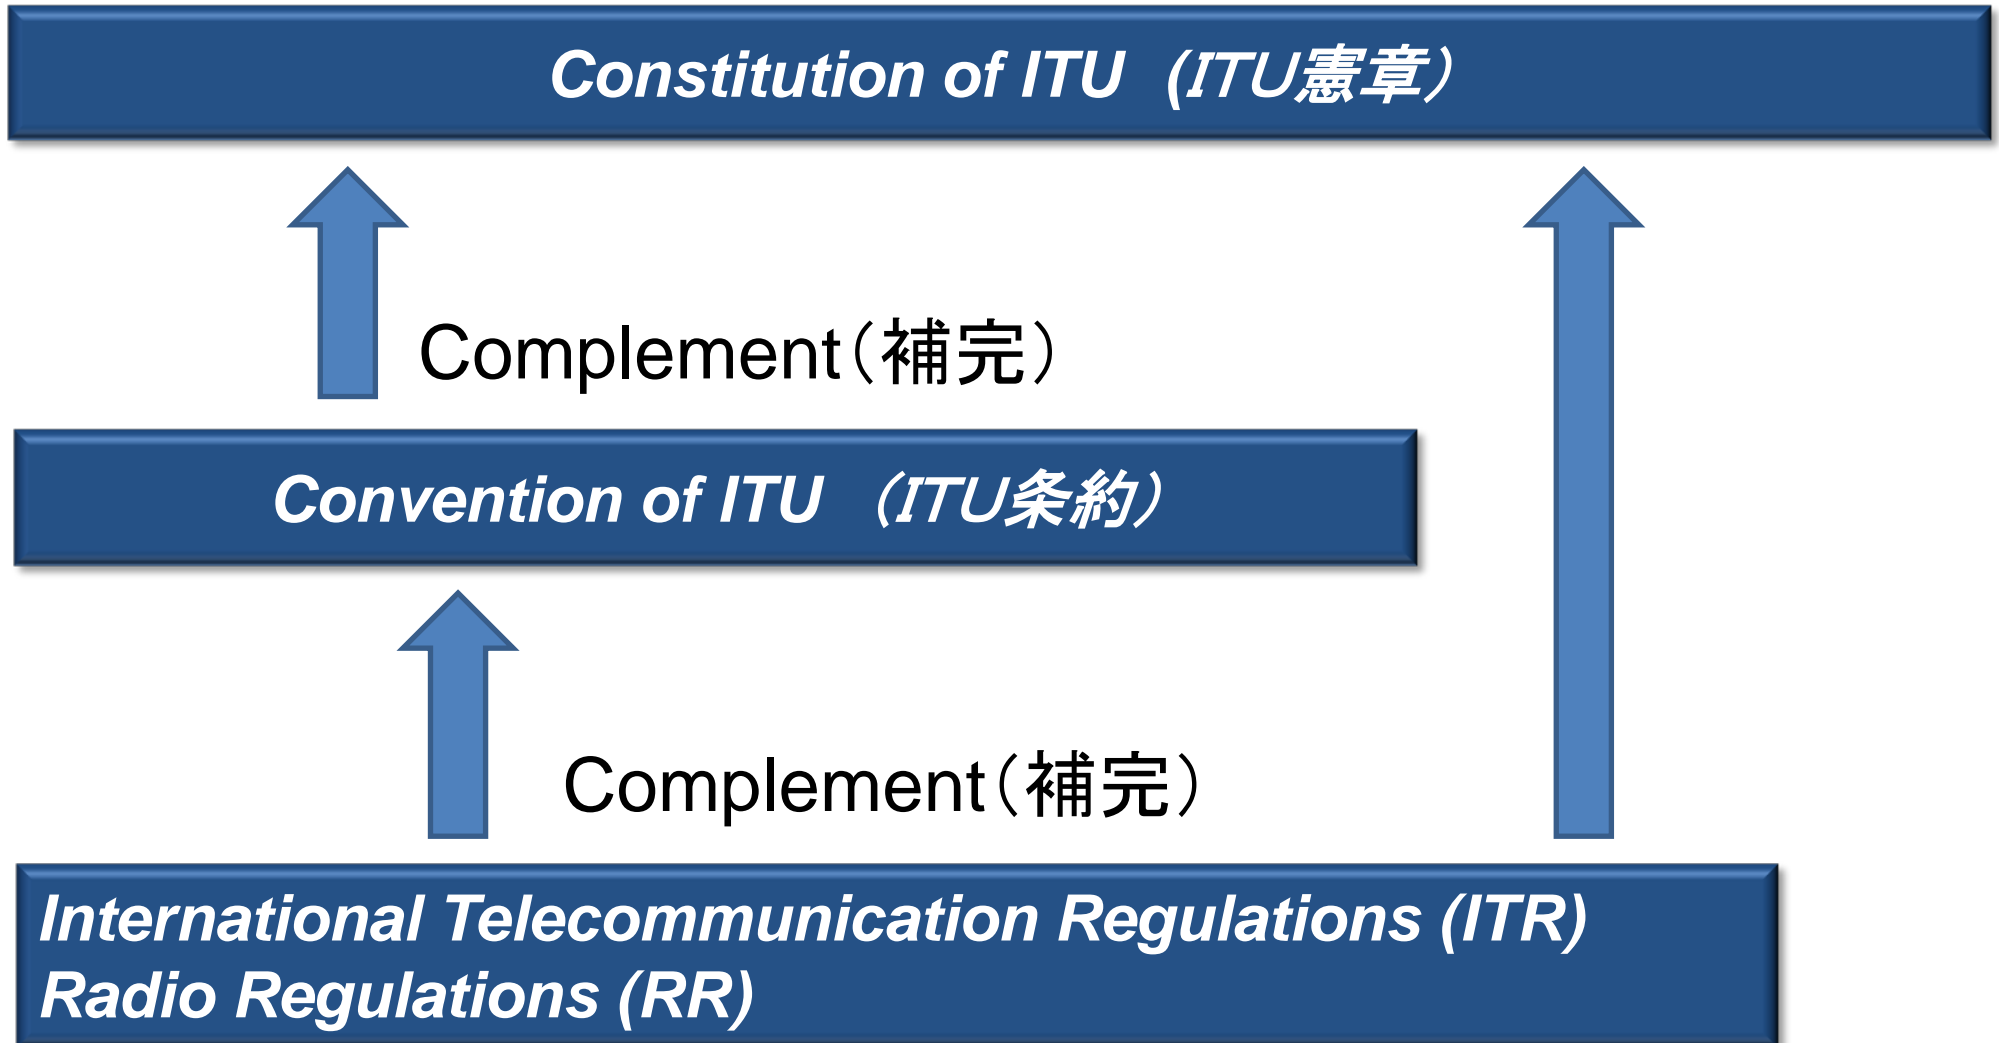 Constitution of ITU (ITU憲章）
Complement（補完）
Convention of ITU （ITU条約）
Complement（補完）
International Telecommunication Regulations (ITR)
Radio Regulations (RR)